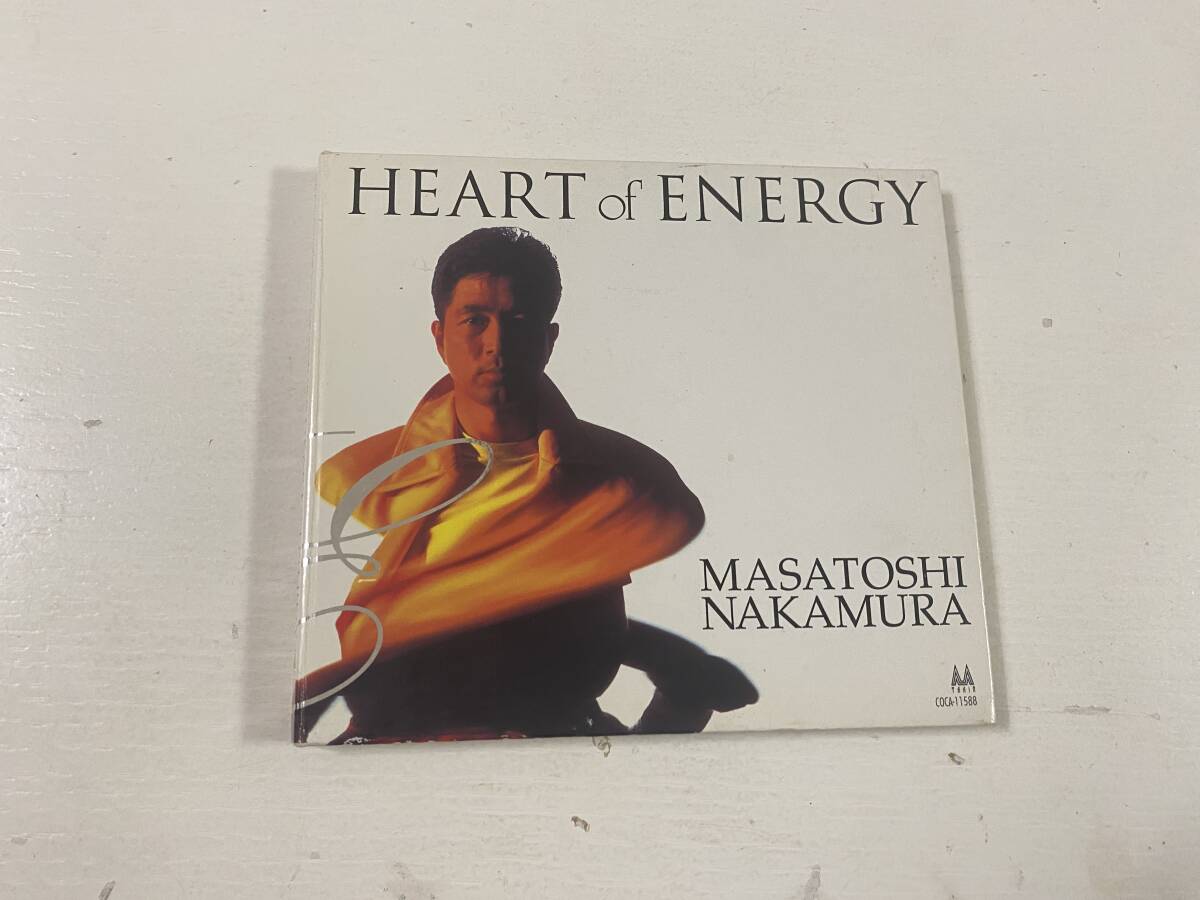 HEART of ENERGY
MASATOSHI
NAKAMURA
COCA-11588